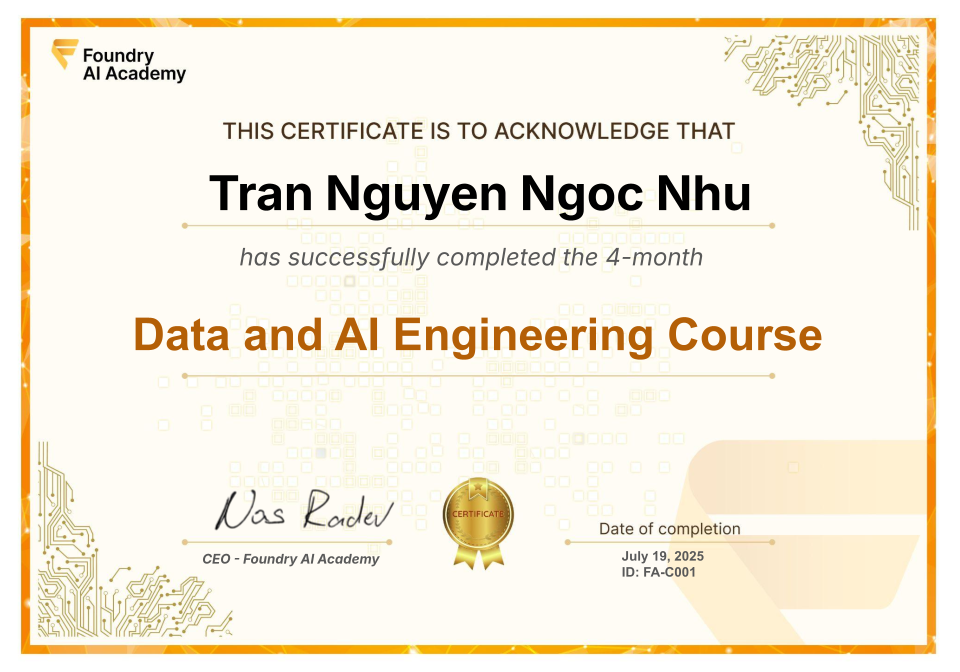 Foundry
AI Academy
THIS CERTIFICATE IS TO ACKNOWLEDGE THAT
Tran Nguyen Ngoc Nhu
has successfully completed the 4-month
Data and AI Engineering Course
Nas Radev
CERTIFICATE
CEO - Foundry AI Academy
Date of completion
July 19, 2025
ID: FA-C001